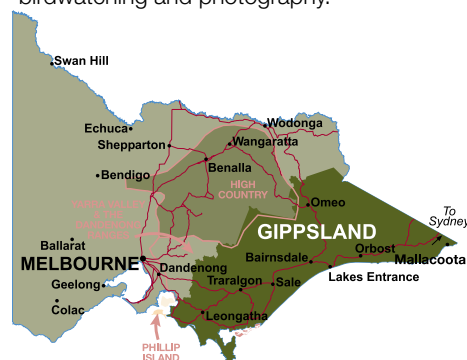 birdwatching and photography.
Swan Hill
Echuca
Wodonga
Shepparton
Wangaratta
Benalla
Bendigo
HIGH
COUNTRY
Omeo
To
Sydney
GIPPSLAND
Ballarat
MELBOURNE
Bairnsdale
Orbost
Mallacoota
Dandenong
Lakes Entrance
Geelong
Traralgon
Sale
Colac
Leongatha
PHILLIP
ISLAND